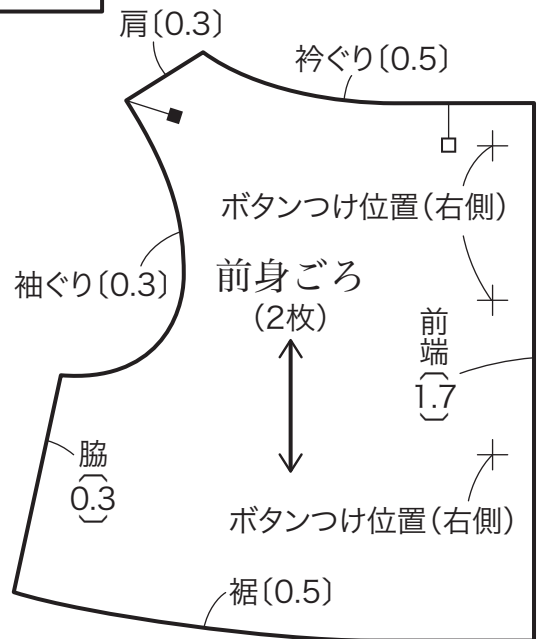 肩〔0.3〕
衿ぐり〔0.5〕
ボタンつけ位置(右側)
袖ぐり〔0.3〕
前身ごろ
(2枚)
前端〔1.7〕
脇〔0.3〕
ボタンつけ位置(右側)
裾〔0.5〕